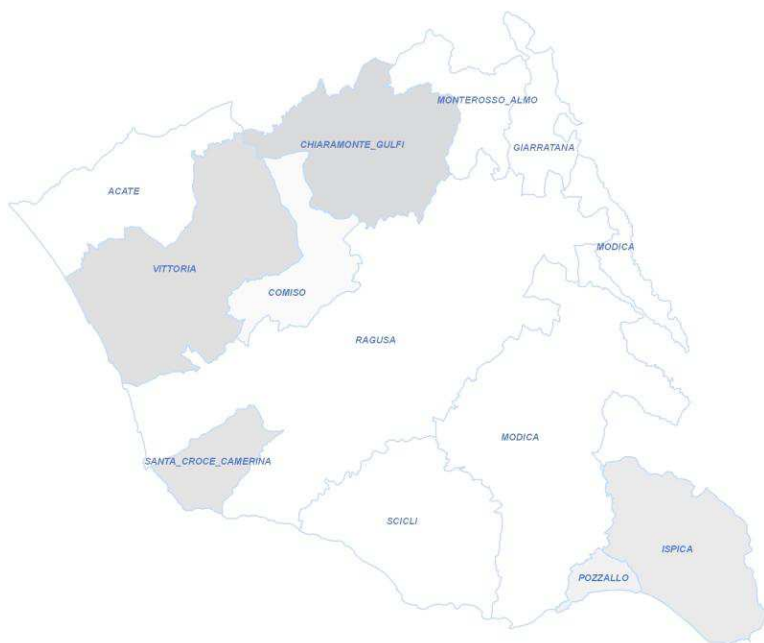 MONTEROSSO_ALMO
CHIARAMONTE_GULFI
GIARRATANA
ACATE
MODICA
VITTORIA
COMISO
RAGUSA
MODICA
SANTA_CROCE_CAMERINA
SCICLI
ISPICA
POZZALLO